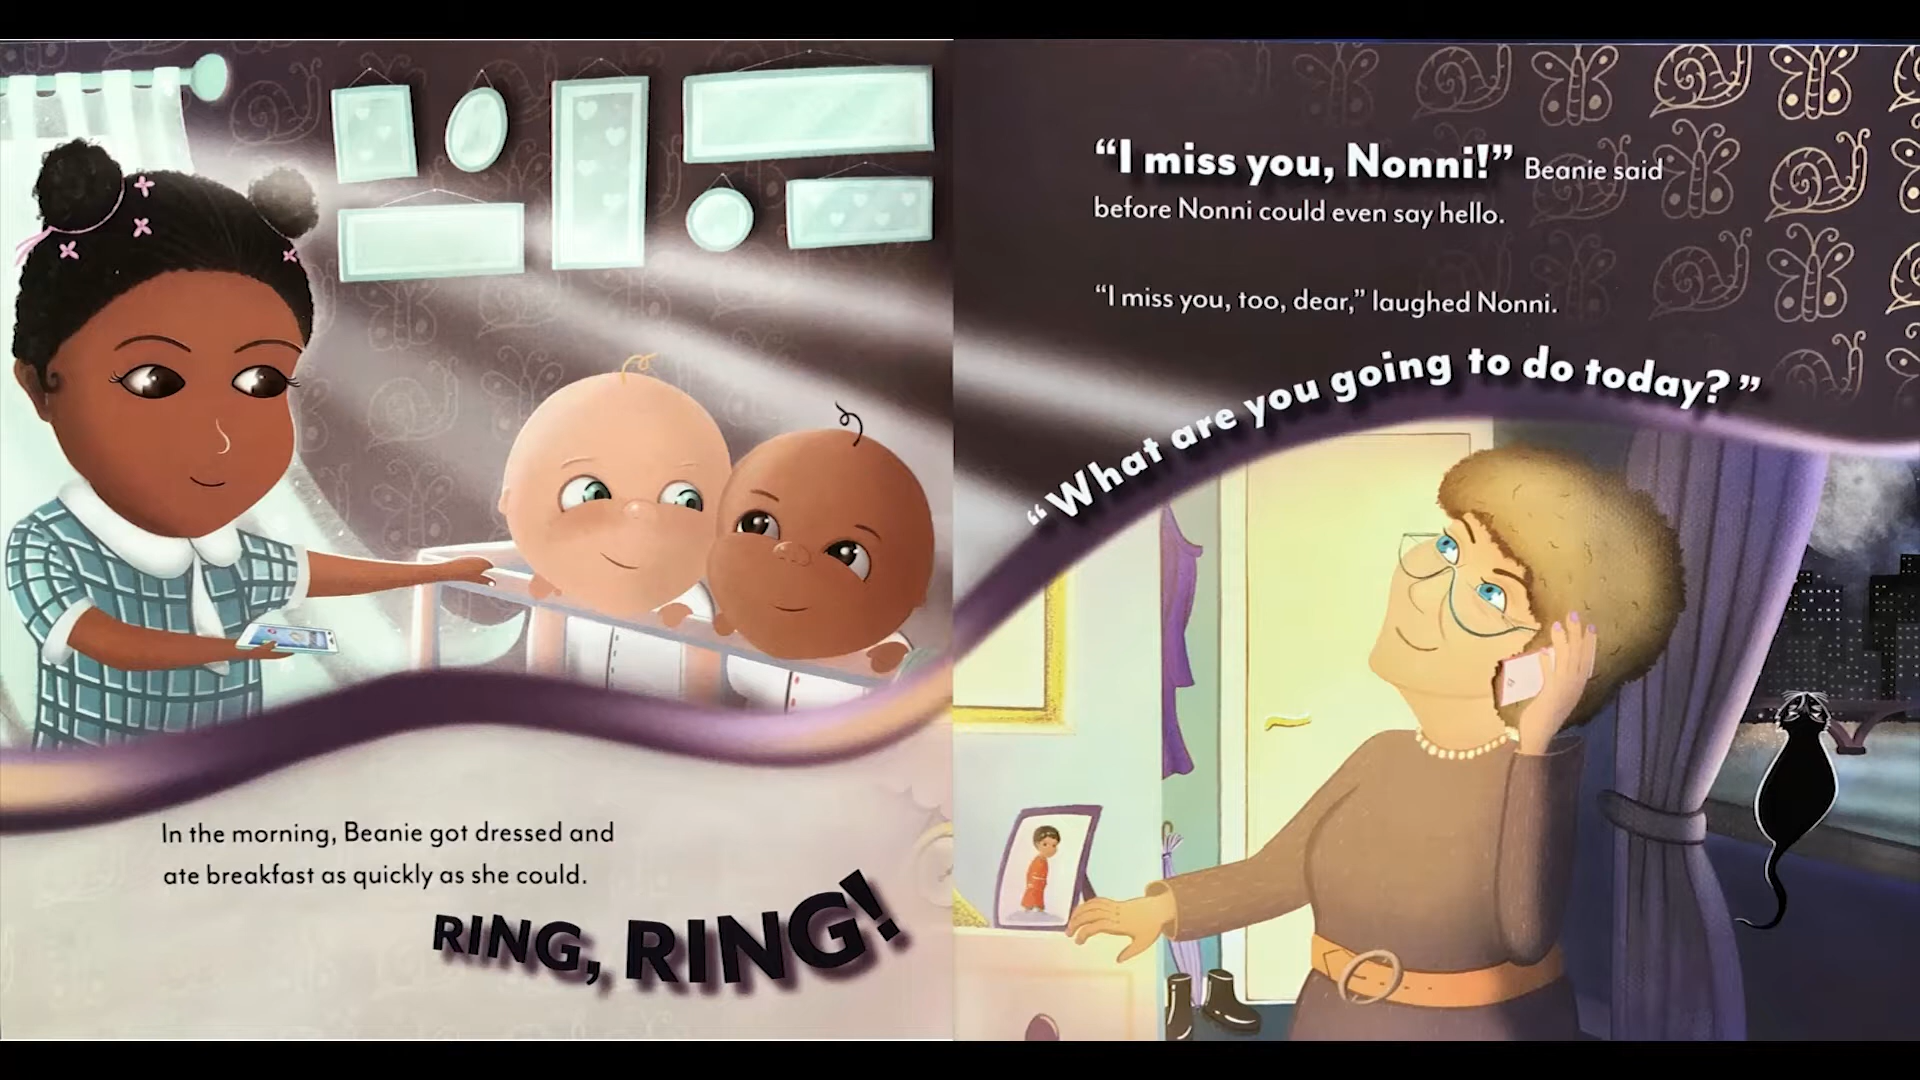 In the morning, Beanie got dressed and
ate breakfast as quickly as she could.
RING, RING!
“I miss you, Nonni!” Beanie said
before Nonni could even say hello.
“I miss you, too, dear,” laughed Nonni.
“What are you going to do today?”